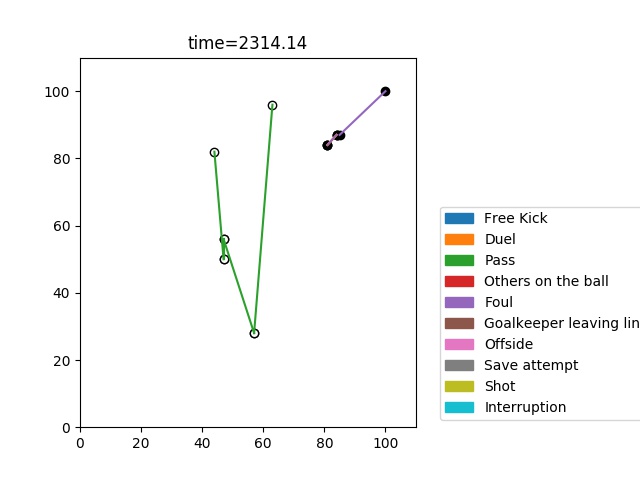 time=2314.14
100
80
60
40
20
0
0
20
40
60
80
100
Free Kick
Duel
Pass
Others on the ball
Foul
Goalkeeper leaving lin
Offside
Save attempt
Shot
Interruption